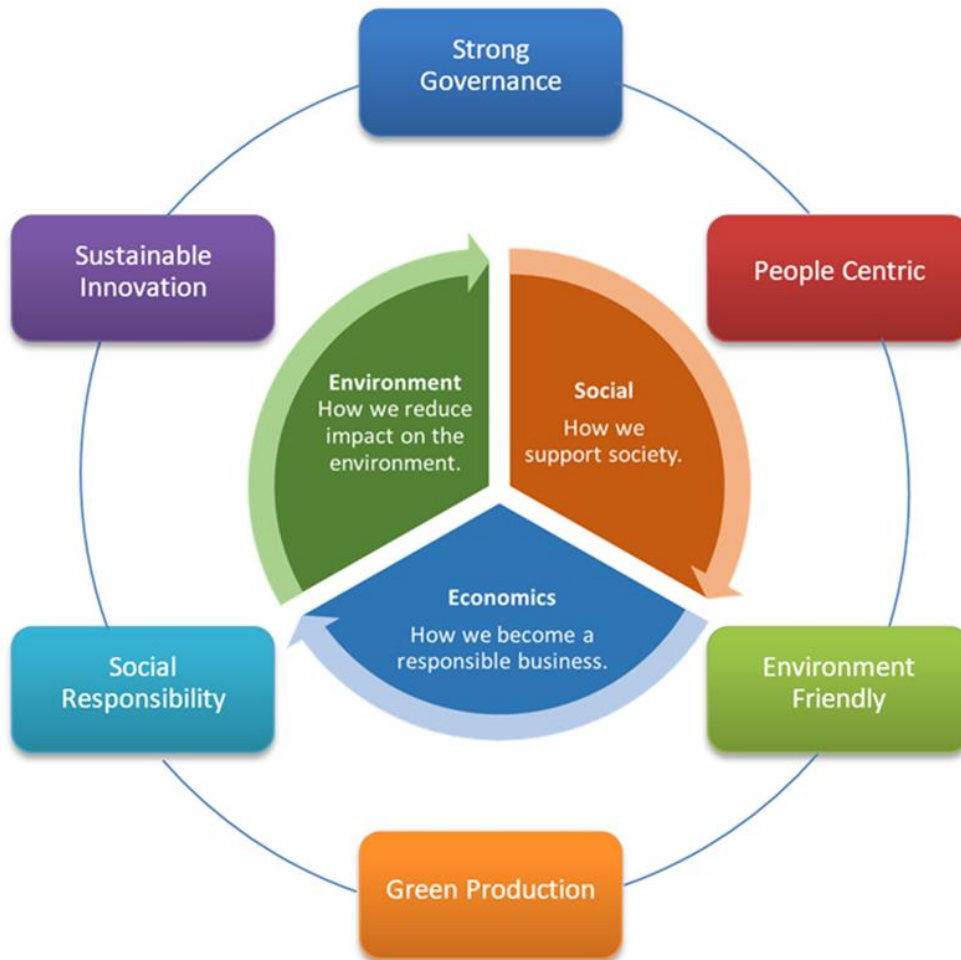 Strong
Governance
Sustainable
Innovation
People Centric
Environment
How we reduce
impact on the
environment.
Social
How we
support society.
Economics
How we become a
responsible business.
Social
Responsibility
Environment
Friendly
Green Production